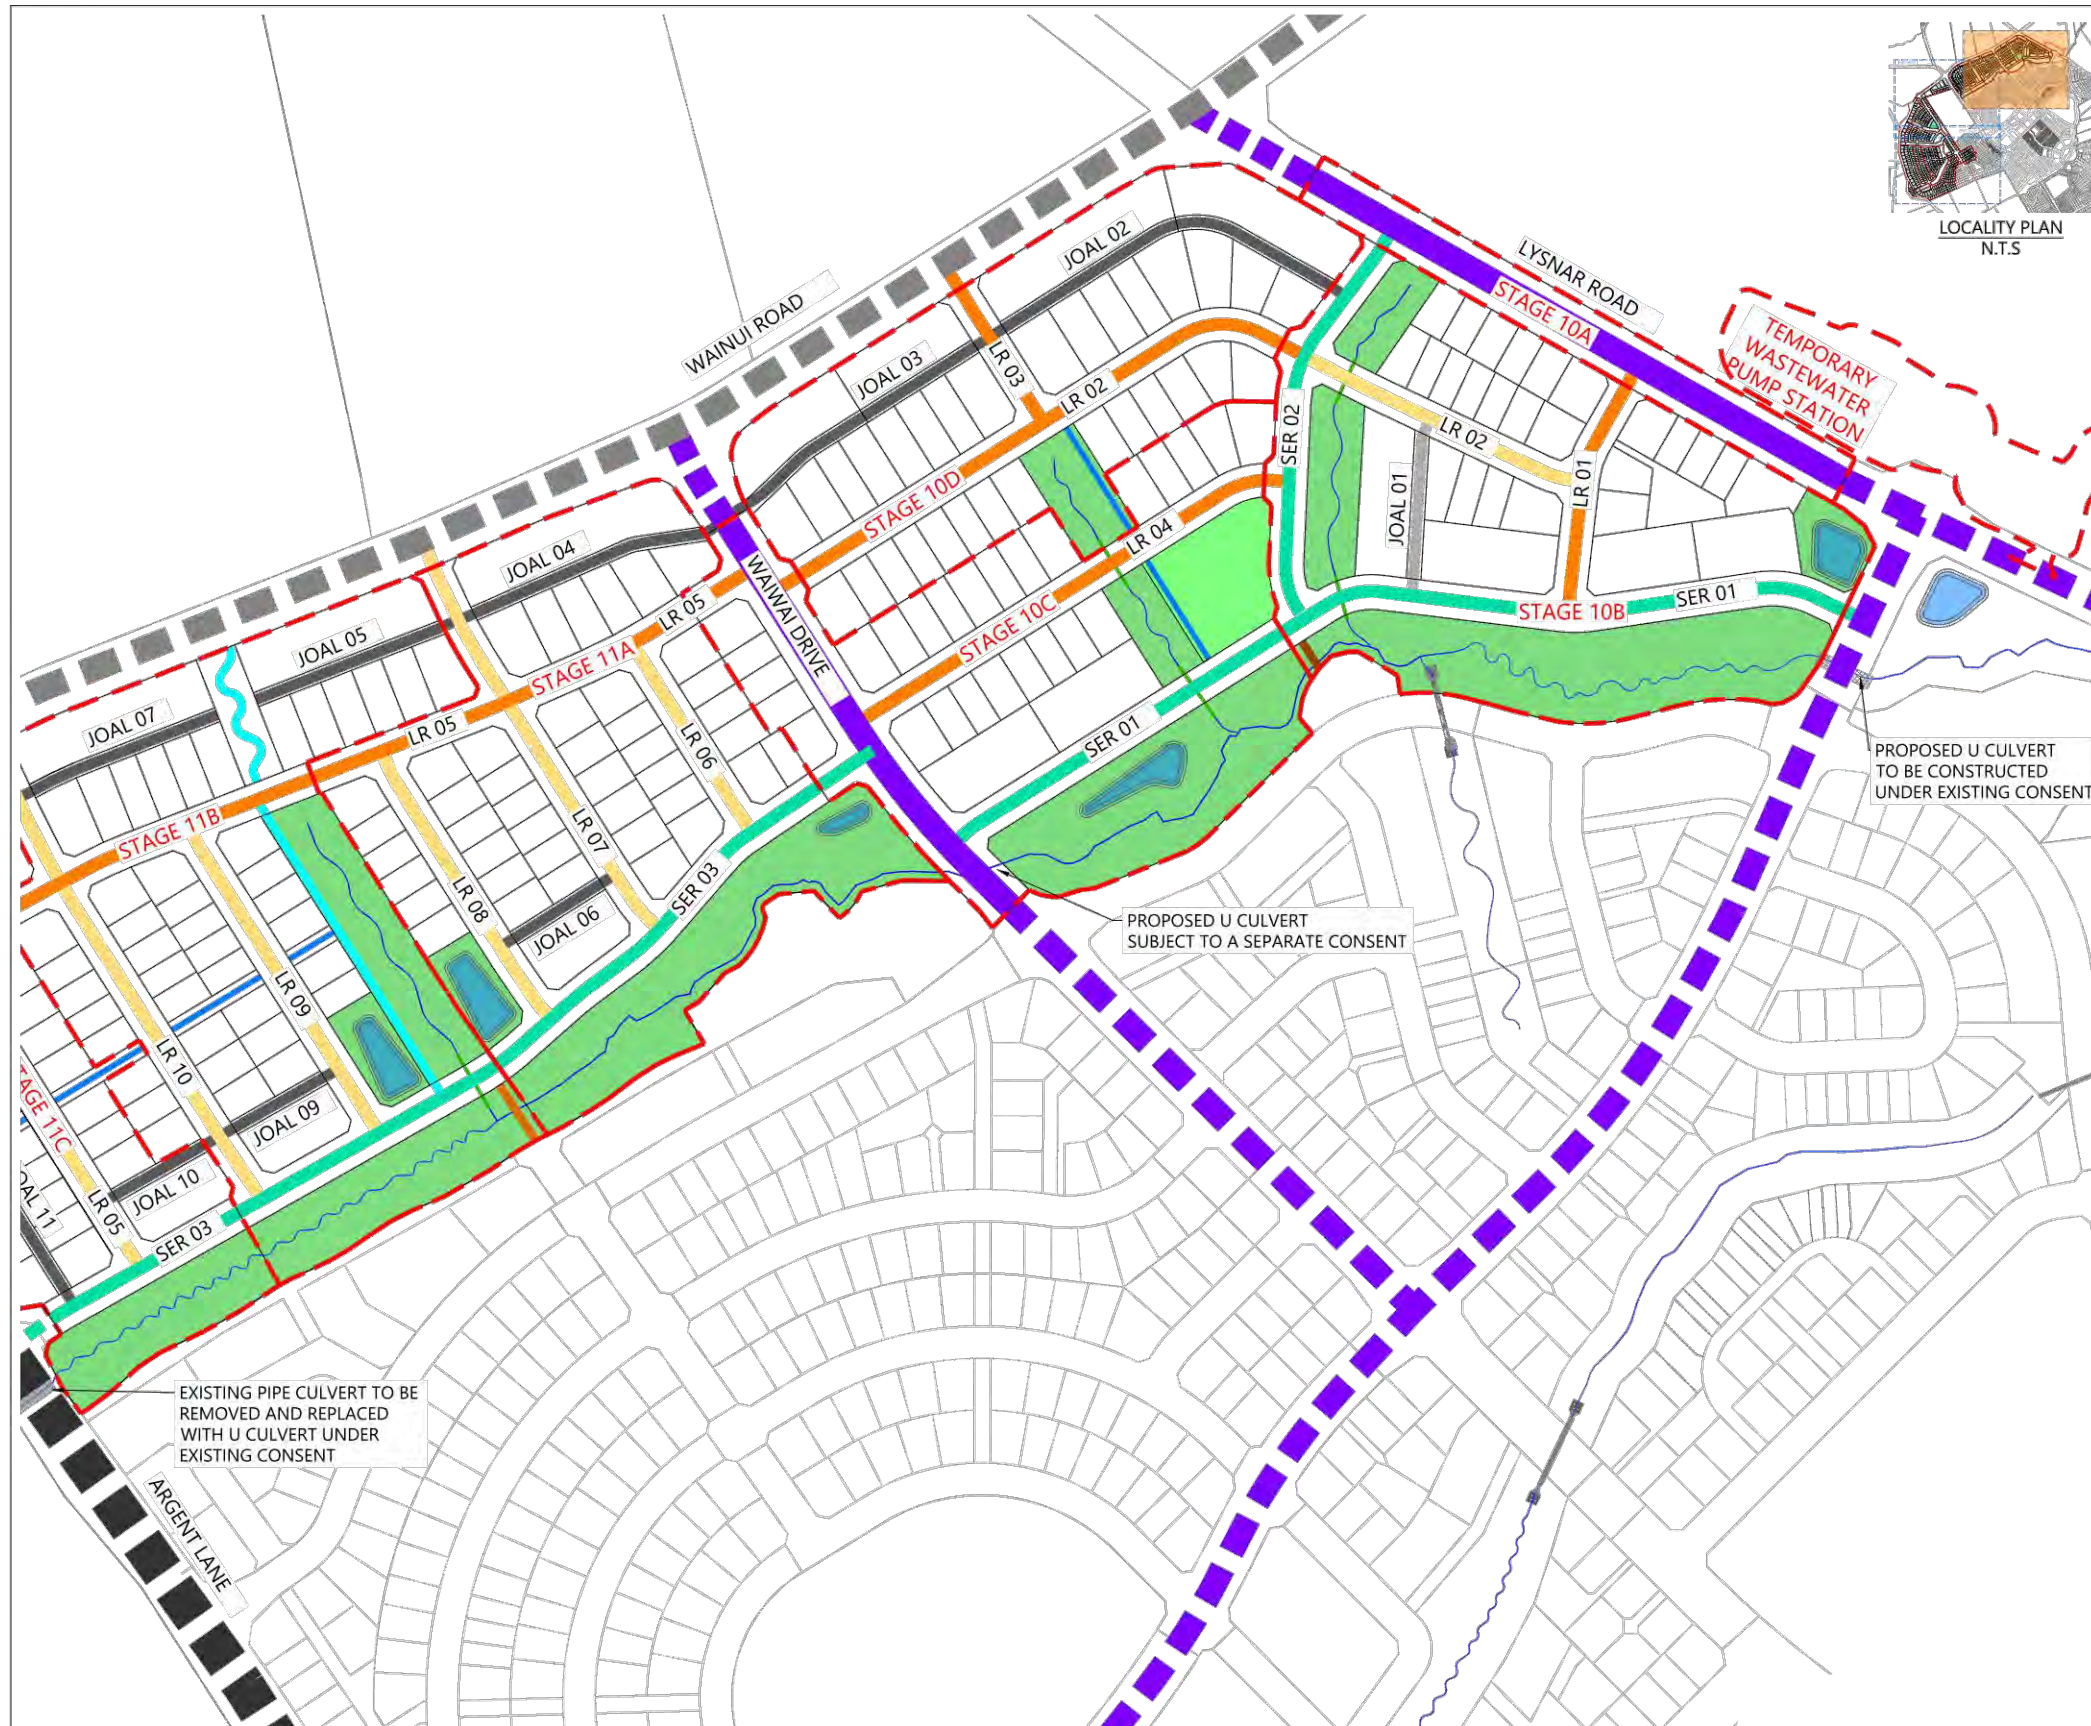 LOCALITY PLAN
N.T.S
JOAL 02
LYSNAR ROAD
STAGE 10A
TEMPORARY
WASTEWATER
PUMP STATION
WAINUI ROAD
JOAL 03
LR 03
LR 02
SER 02
LR 02
JOAL 01
LR 01
STAGE 10D
LR 04
JOAL 04
WAIWAI DRIVE
STAGE 10C
STAGE 10B
SER 01
JOAL 05
LR 05
STAGE 11A
JOAL 07
LR 05
LR 06
SER 01
PROPOSED U CULVERT
TO BE CONSTRUCTED
UNDER EXISTING CONSENT
STAGE 11B
LR 07
LR 08
SER 03
JOAL 06
PROPOSED U CULVERT
SUBJECT TO A SEPARATE CONSENT
LR 09
LR 10
JOAL 09
TAGE 11C
JOAL 10
LR 05
OAL 11
SER 03
EXISTING PIPE CULVERT TO BE
REMOVED AND REPLACED
WITH U CULVERT UNDER
EXISTING CONSENT
ARGENT LANE